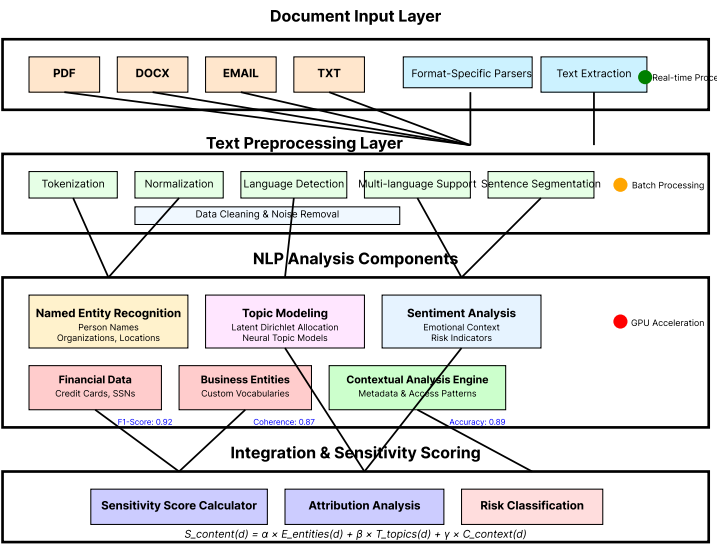 Document Input Layer
PDF
DOCX
EMAIL
TXT
Format-Specific Parsers
Text Extraction
Real-time Proce
Text Preprocessing Layer
Tokenization
Normalization
Language Detection
Multi-language Support
Sentence Segmentation
Batch Processing
Data Cleaning & Noise Removal
NLP Analysis Components
Named Entity Recognition
Person Names
Organizations, Locations
Topic Modeling
Latent Dirichlet Allocation
Neural Topic Models
Sentiment Analysis
Emotional Context
Risk Indicators
GPU Acceleration
Financial Data
Credit Cards, SSNs
Business Entities
Custom Vocabularies
Contextual Analysis Engine
Metadata & Access Patterns
F1-Score: 0.92
Coherence: 0.87
Accuracy: 0.89
Integration & Sensitivity Scoring
Sensitivity Score Calculator
Attribution Analysis
Risk Classification
S_content(d) = α × E_entities(d) + β × T_topics(d) + γ × C_context(d)